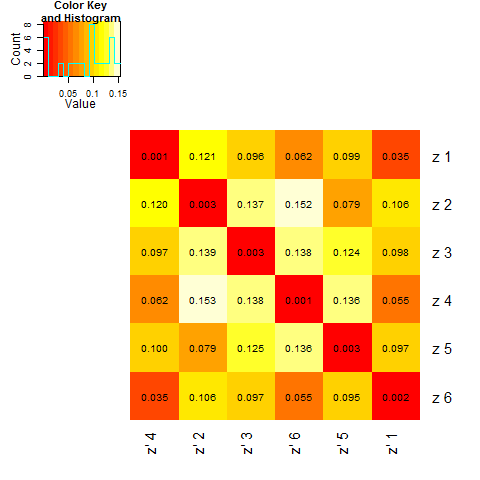 Color Key
and Histogram
Count
0 2 4 6 8
0.05 0.1 0.15
Value
0.001 0.121 0.096 0.062 0.099 0.035 z 1
0.120 0.003 0.137 0.152 0.079 0.106 z 2
0.097 0.139 0.003 0.138 0.124 0.098 z 3
0.062 0.153 0.138 0.001 0.136 0.055 z 4
0.100 0.079 0.125 0.136 0.003 0.097 z 5
0.035 0.106 0.097 0.055 0.095 0.002 z 6
z' 4 z' 2 z' 3 z' 6 z' 5 z' 1